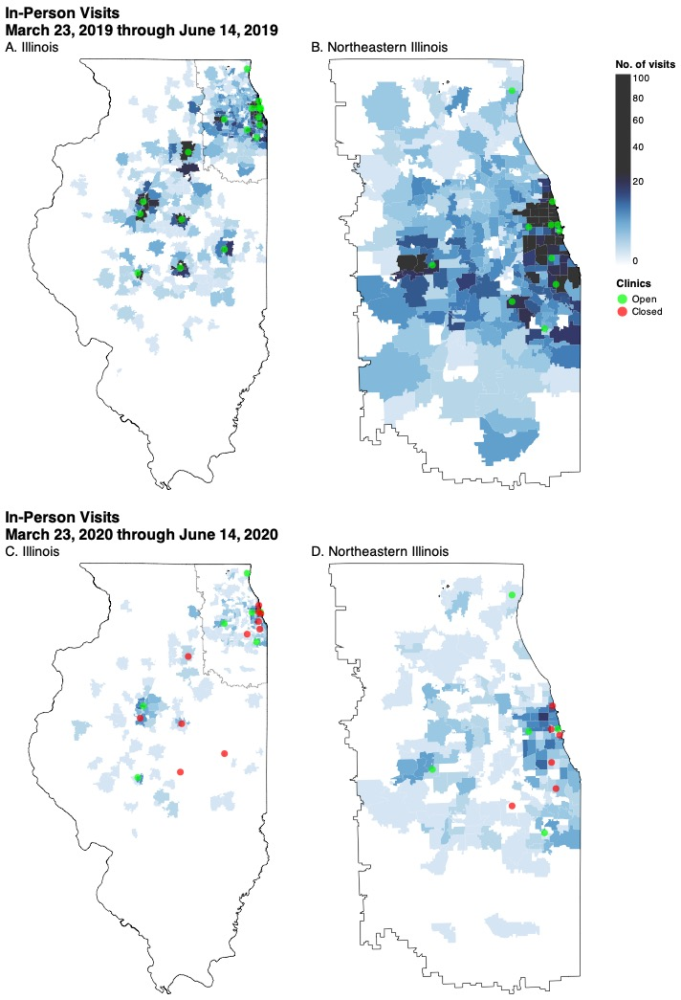 In-Person Visits
March 23, 2019 through June 14, 2019
A. Illinois
B. Northeastern Illinois
No. of visits
100
80
60
40
20
0
Clinics
Open
Closed
In-Person Visits
March 23, 2020 through June 14, 2020
C. Illinois
D. Northeastern Illinois